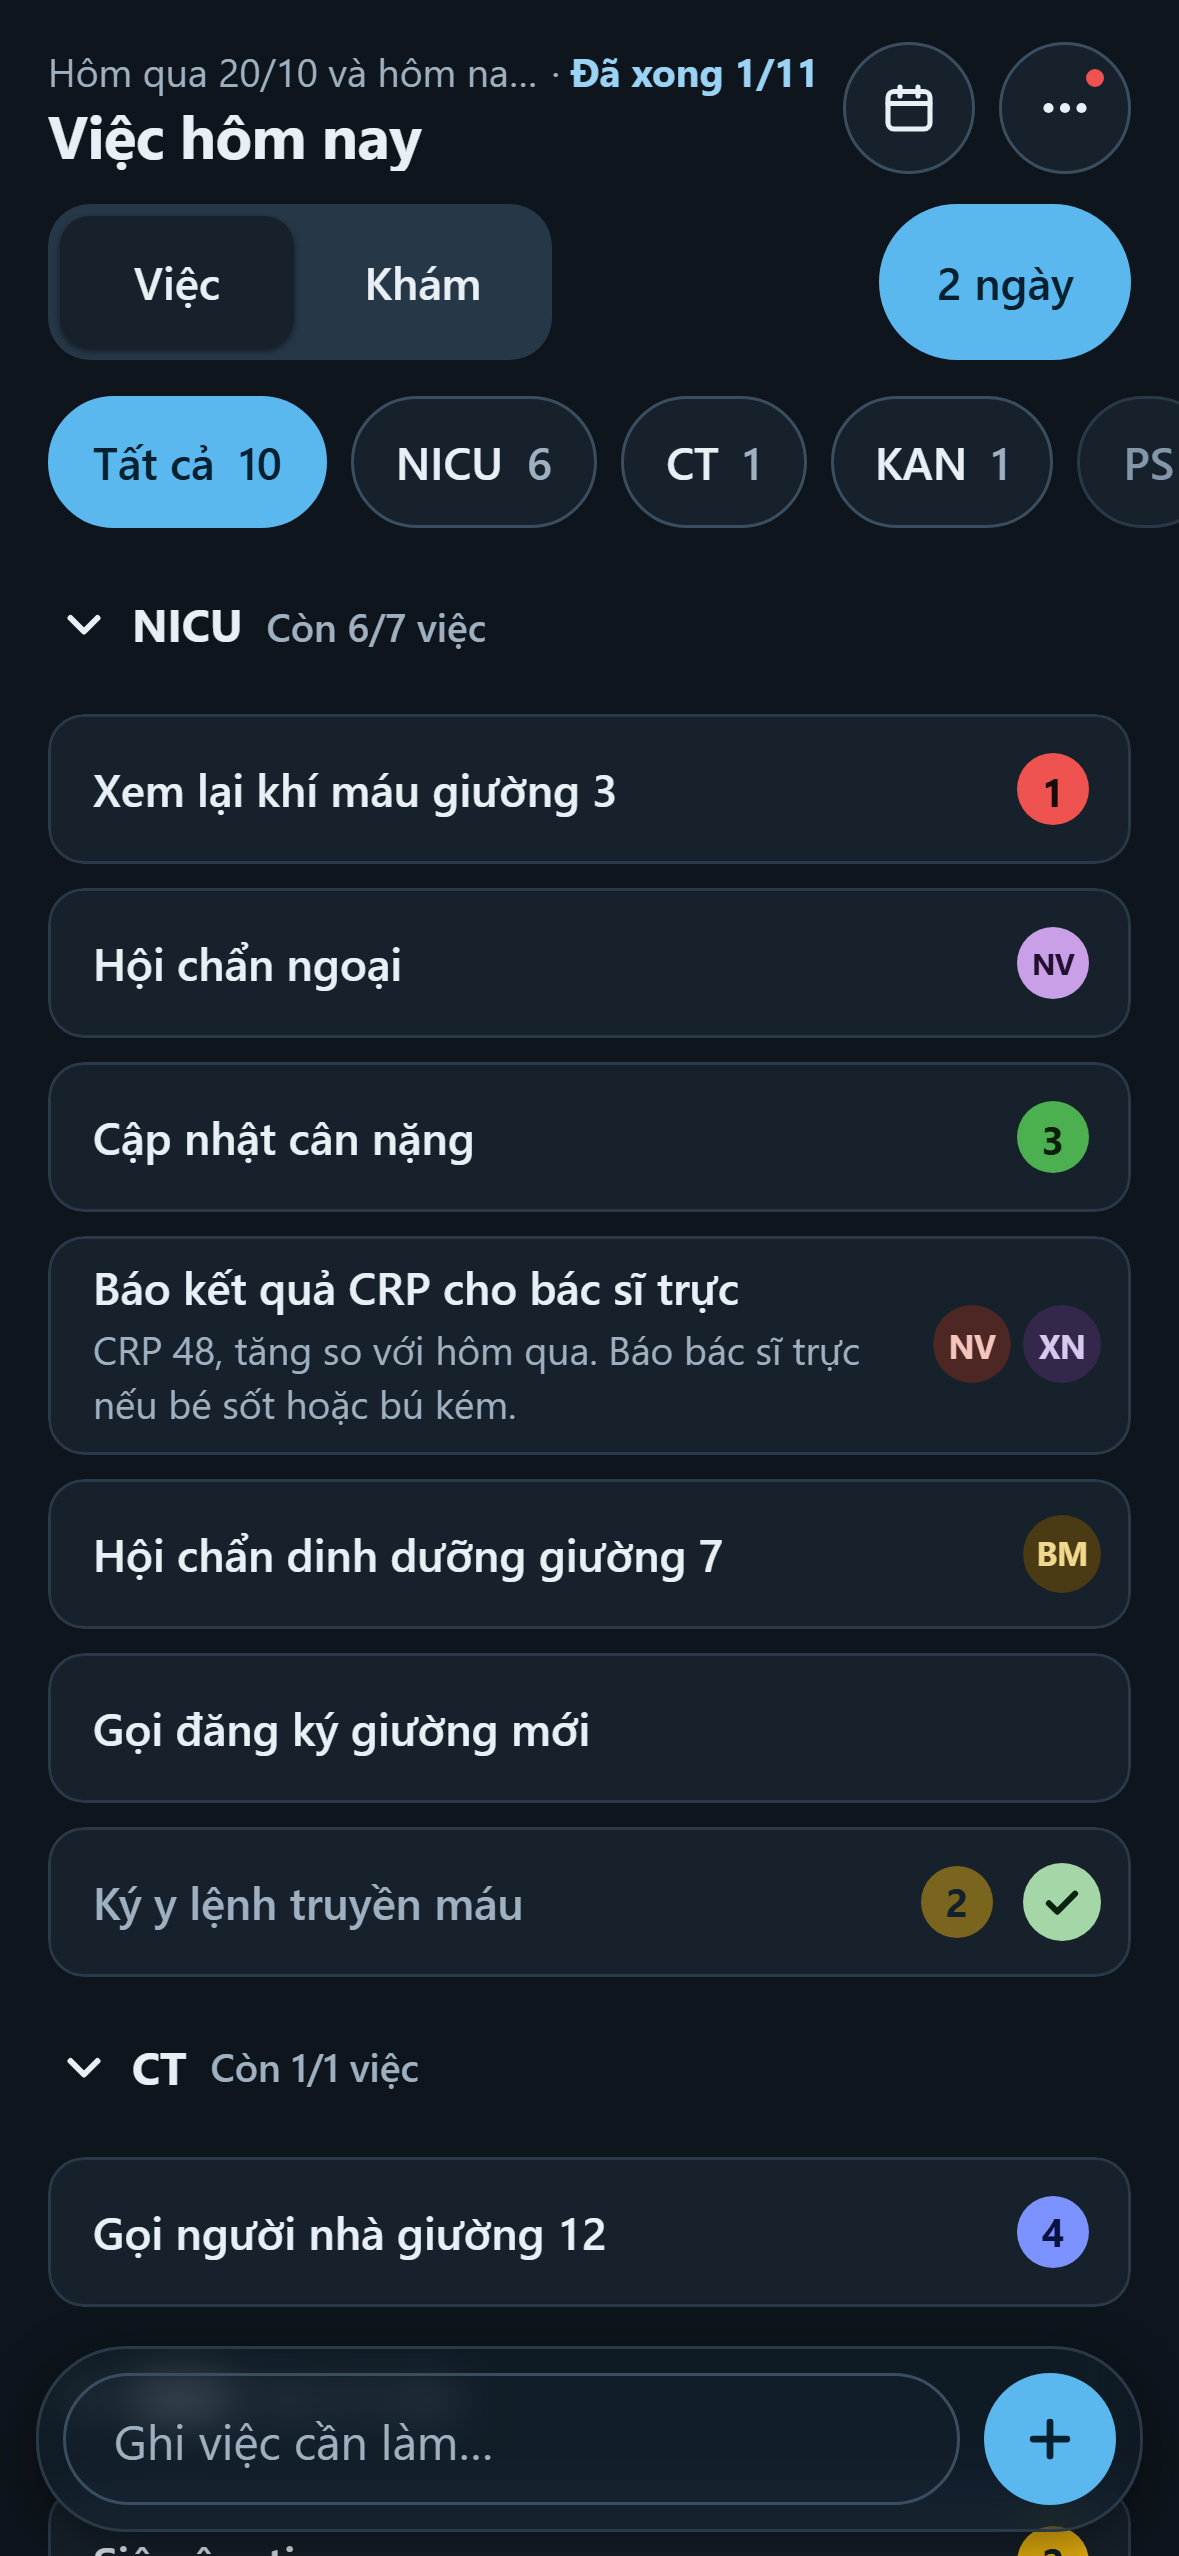 Hôm qua 20/10 và hôm na... · Đã xong 1/11
Việc hôm nay
Việc
Khám
2 ngày
Tất cả 10
NICU 6
CT 1
KAN 1
PS
NICU Còn 6/7 việc
Xem lại khí máu giường 3
1
Hội chẩn ngoại
NV
Cập nhật cân nặng
3
Báo kết quả CRP cho bác sĩ trực
CRP 48, tăng so với hôm qua. Báo bác sĩ trực
nếu bé sốt hoặc bú kém.
NV
XN
Hội chẩn dinh dưỡng giường 7
BM
Gọi đăng ký giường mới
Ký y lệnh truyền máu
2
CT Còn 1/1 việc
Gọi người nhà giường 12
4
Ghi việc cần làm...